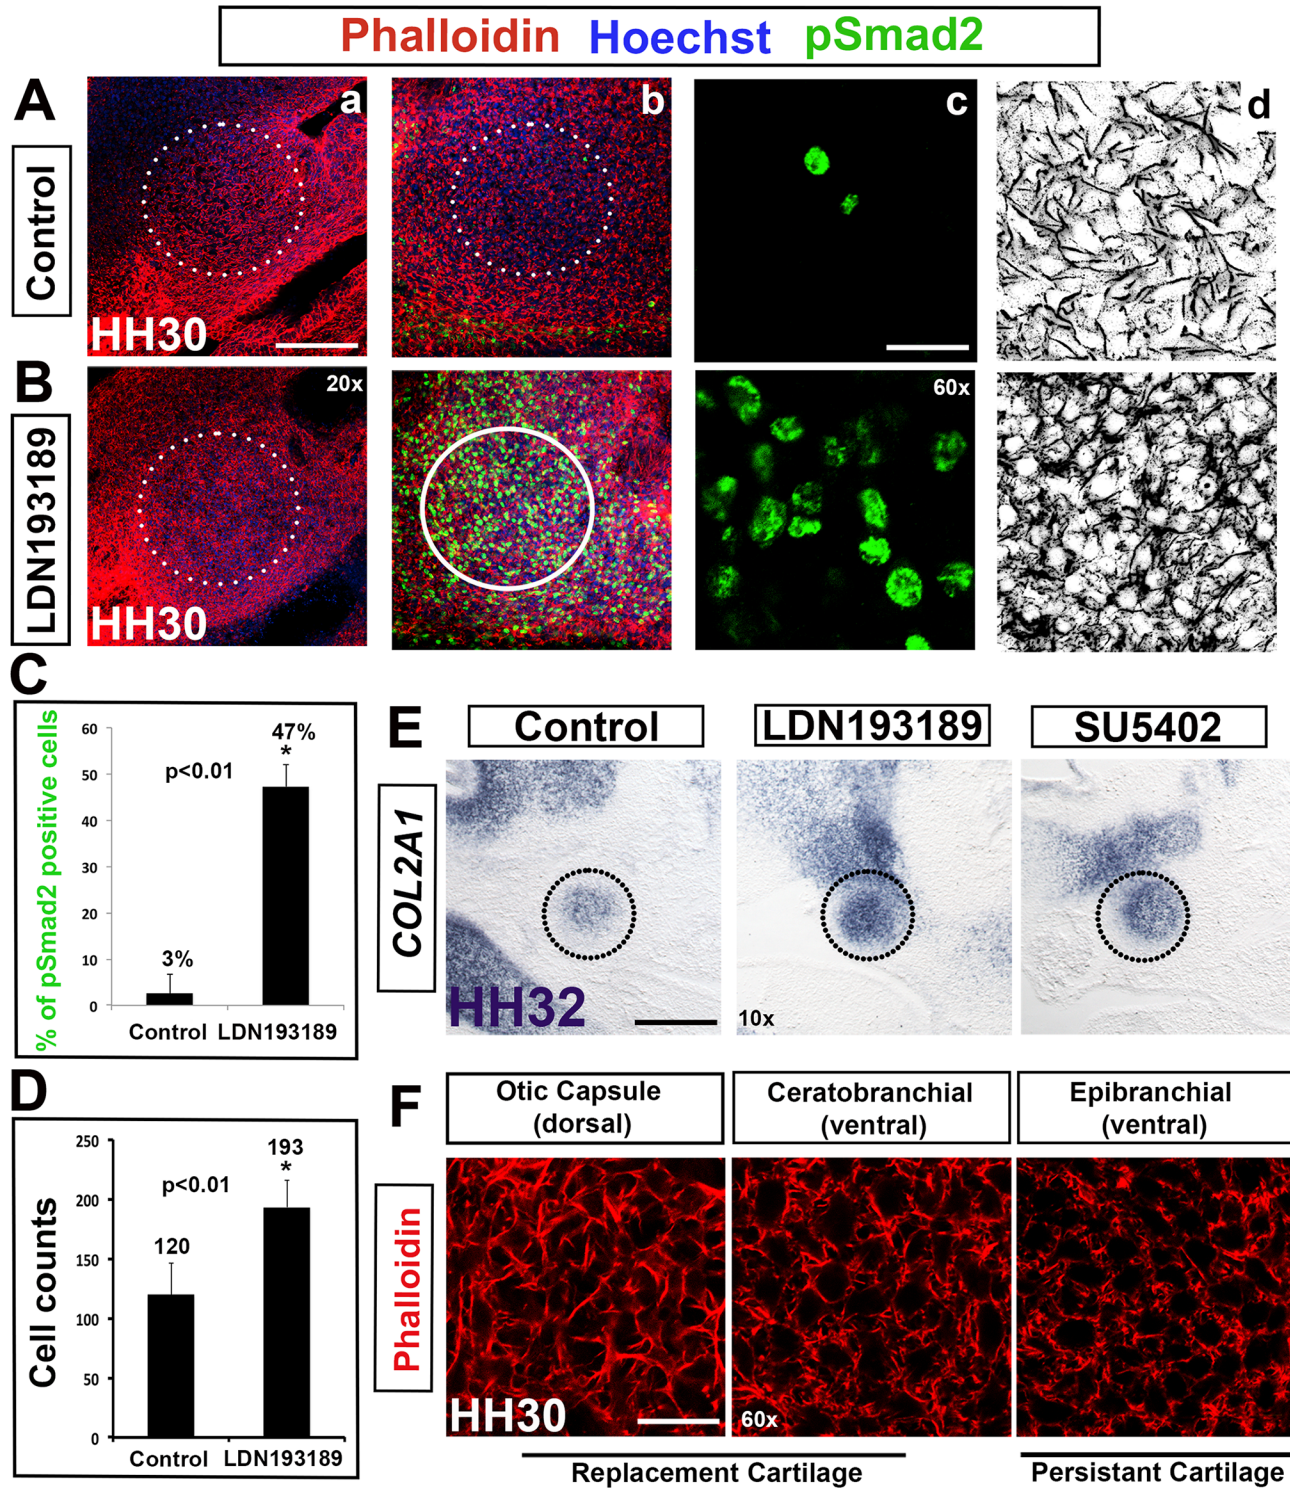 Phalloidin Hoechst pSmad2
A
a
b
c
d
Control
HH30
B
20x
60x
LDN193189
HH30
C
% of pSmad2 positive cells
60
50
40
30
20
10
0
p<0.01
47%
*
3%
Control LDN193189
D
Cell counts
250
200
150
100
50
0
p<0.01
193
*
120
Control LDN193189
E
Control
LDN193189
SU5402
COL2A1
HH32
10x
F
Otic Capsule
(dorsal)
Ceratobranchial
(ventral)
Epibranchial
(ventral)
Phalloidin
HH30
60x
Replacement Cartilage
Persistant Cartilage